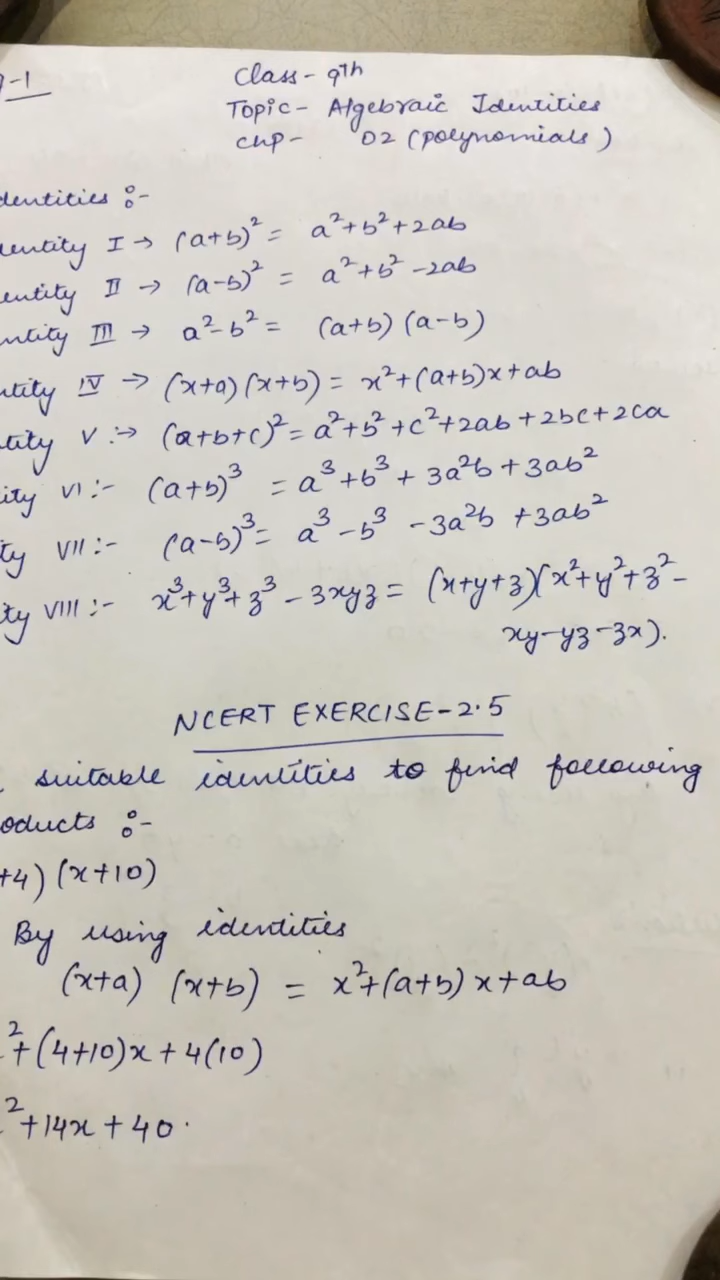 -1
Class - 9th
Topic - Algebraic Identities
Chp - 02 (polynomials)
dentities :-
entity I → (a+b)² = a²+b²+2ab
entity II → (a-b)² = a²+b²-2ab
ntity III → a²-b² = (a+b) (a-b)
ntity IV → (x+a) (x+b) = x²+(a+b)x+ab
tity V :→ (a+b+c)² = a²+b²+c²+2ab+2bc+2ca
ity VI :- (a+b)³ = a³+b³+3a²b+3ab²
ty VII :- (a-b)³ = a³-b³-3a²b+3ab²
ty VIII :- x³+y³+z³-3xyz = (x+y+z)(x²+y²+z²-
xy-yz-zx).
NCERT EXERCISE-2.5
suitable identities to find following
oducts :-
+4) (x+10)
By using identities
(x+a) (x+b) = x²+(a+b)x+ab
²+(4+10)x+4(10)
²+14x+40.